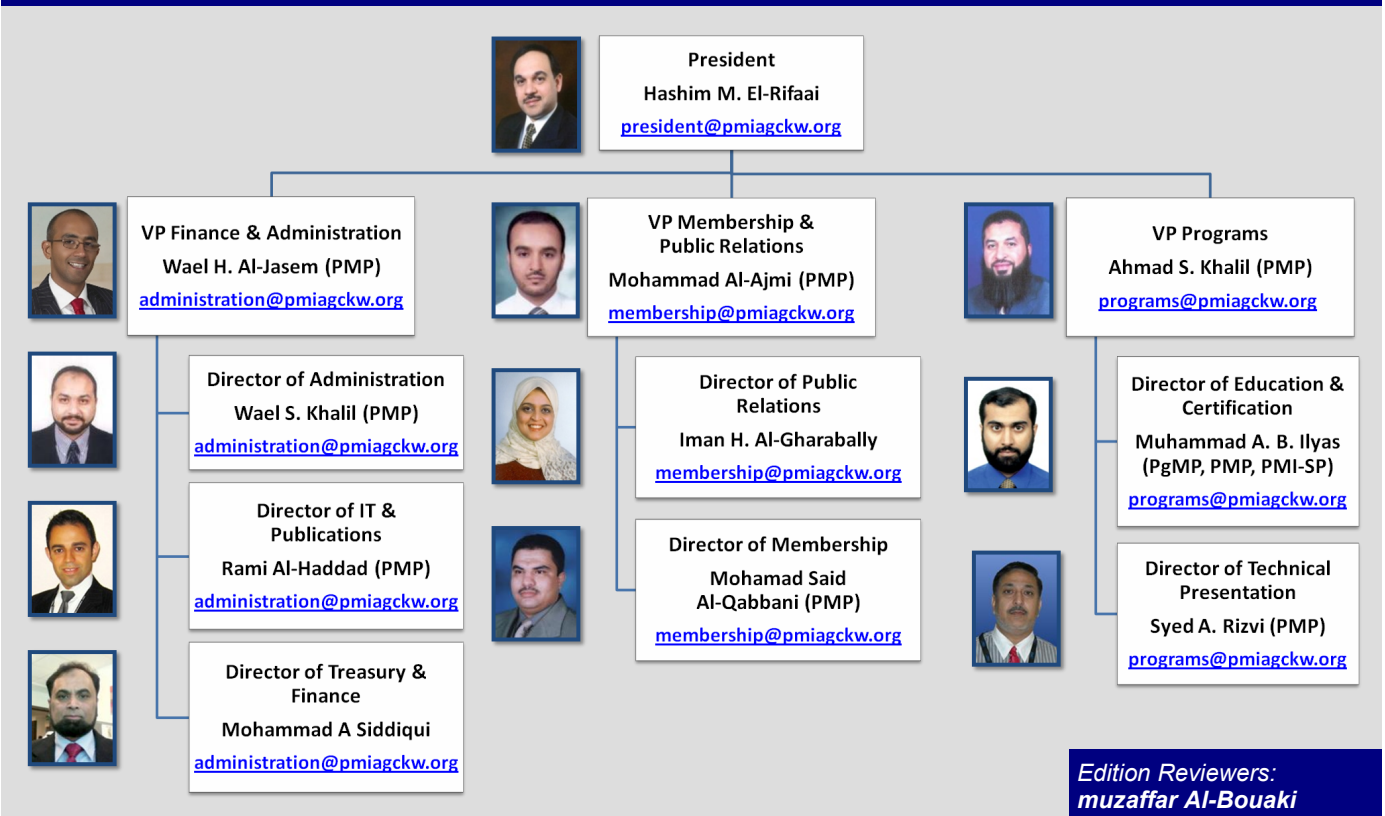 President
Hashim M. El-Rifaai
president@pmiagckw.org
VP Finance & Administration
Wael H. Al-Jasem (PMP)
administration@pmiagckw.org
VP Membership &
Public Relations
Mohammad Al-Ajmi (PMP)
membership@pmiagckw.org
VP Programs
Ahmad S. Khalil (PMP)
programs@pmiagckw.org
Director of Administration
Wael S. Khalil (PMP)
administration@pmiagckw.org
Director of IT &
Publications
Rami Al-Haddad (PMP)
administration@pmiagckw.org
Director of Treasury &
Finance
Mohammad A Siddiqui
administration@pmiagckw.org
Director of Public
Relations
Iman H. Al-Gharabally
membership@pmiagckw.org
Director of Membership
Mohamad Said
Al-Qabbani (PMP)
membership@pmiagckw.org
Director of Education &
Certification
Muhammad A. B. Ilyas
(PgMP, PMP, PMI-SP)
programs@pmiagckw.org
Director of Technical
Presentation
Syed A. Rizvi (PMP)
programs@pmiagckw.org
Edition Reviewers:
muzaffar Al-Bouaki